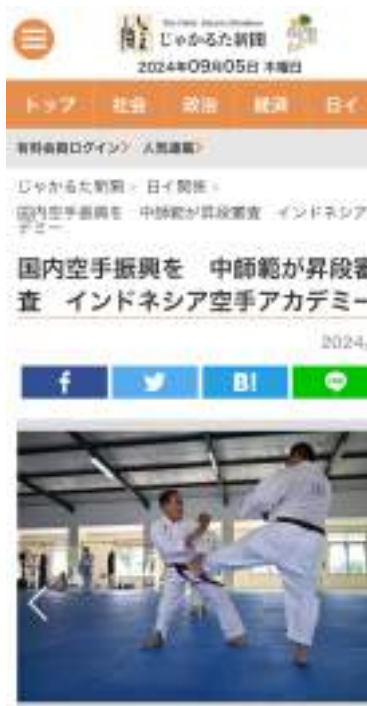 じゃかるた新聞
2024年09月05日 木曜日
トップ 社会 政治 経済 日イ
有料会員ログイン> 人気連載>
じゃかるた新聞 > 日イ関係 >
国内空手振興を 中師範が昇段審査 インドネシア
デミー
国内空手振興を 中師範が昇段審
査 インドネシア空手アカデミー
2024
f B!
LINE